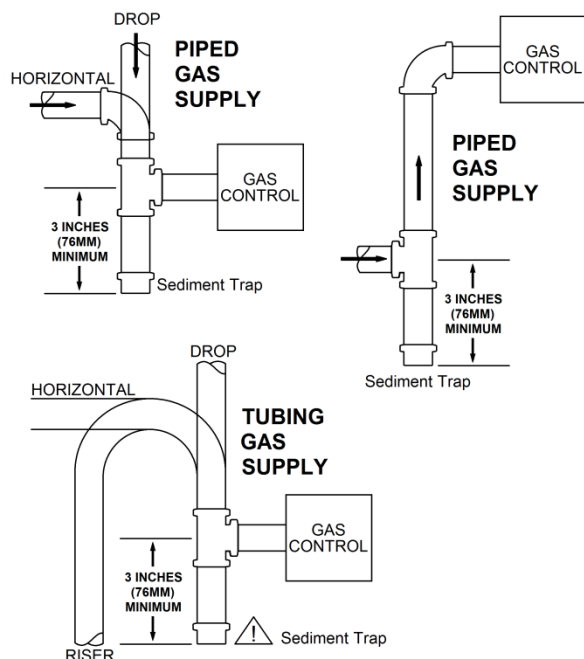 DROP
PIPED
GAS
SUPPLY
HORIZONTAL
GAS
CONTROL
3 INCHES
(76MM)
MINIMUM
Sediment Trap
GAS
CONTROL
PIPED
GAS
SUPPLY
3 INCHES
(76MM)
MINIMUM
Sediment Trap
DROP
HORIZONTAL
TUBING
GAS
SUPPLY
GAS
CONTROL
3 INCHES
(76MM)
MINIMUM
! Sediment Trap
RISER